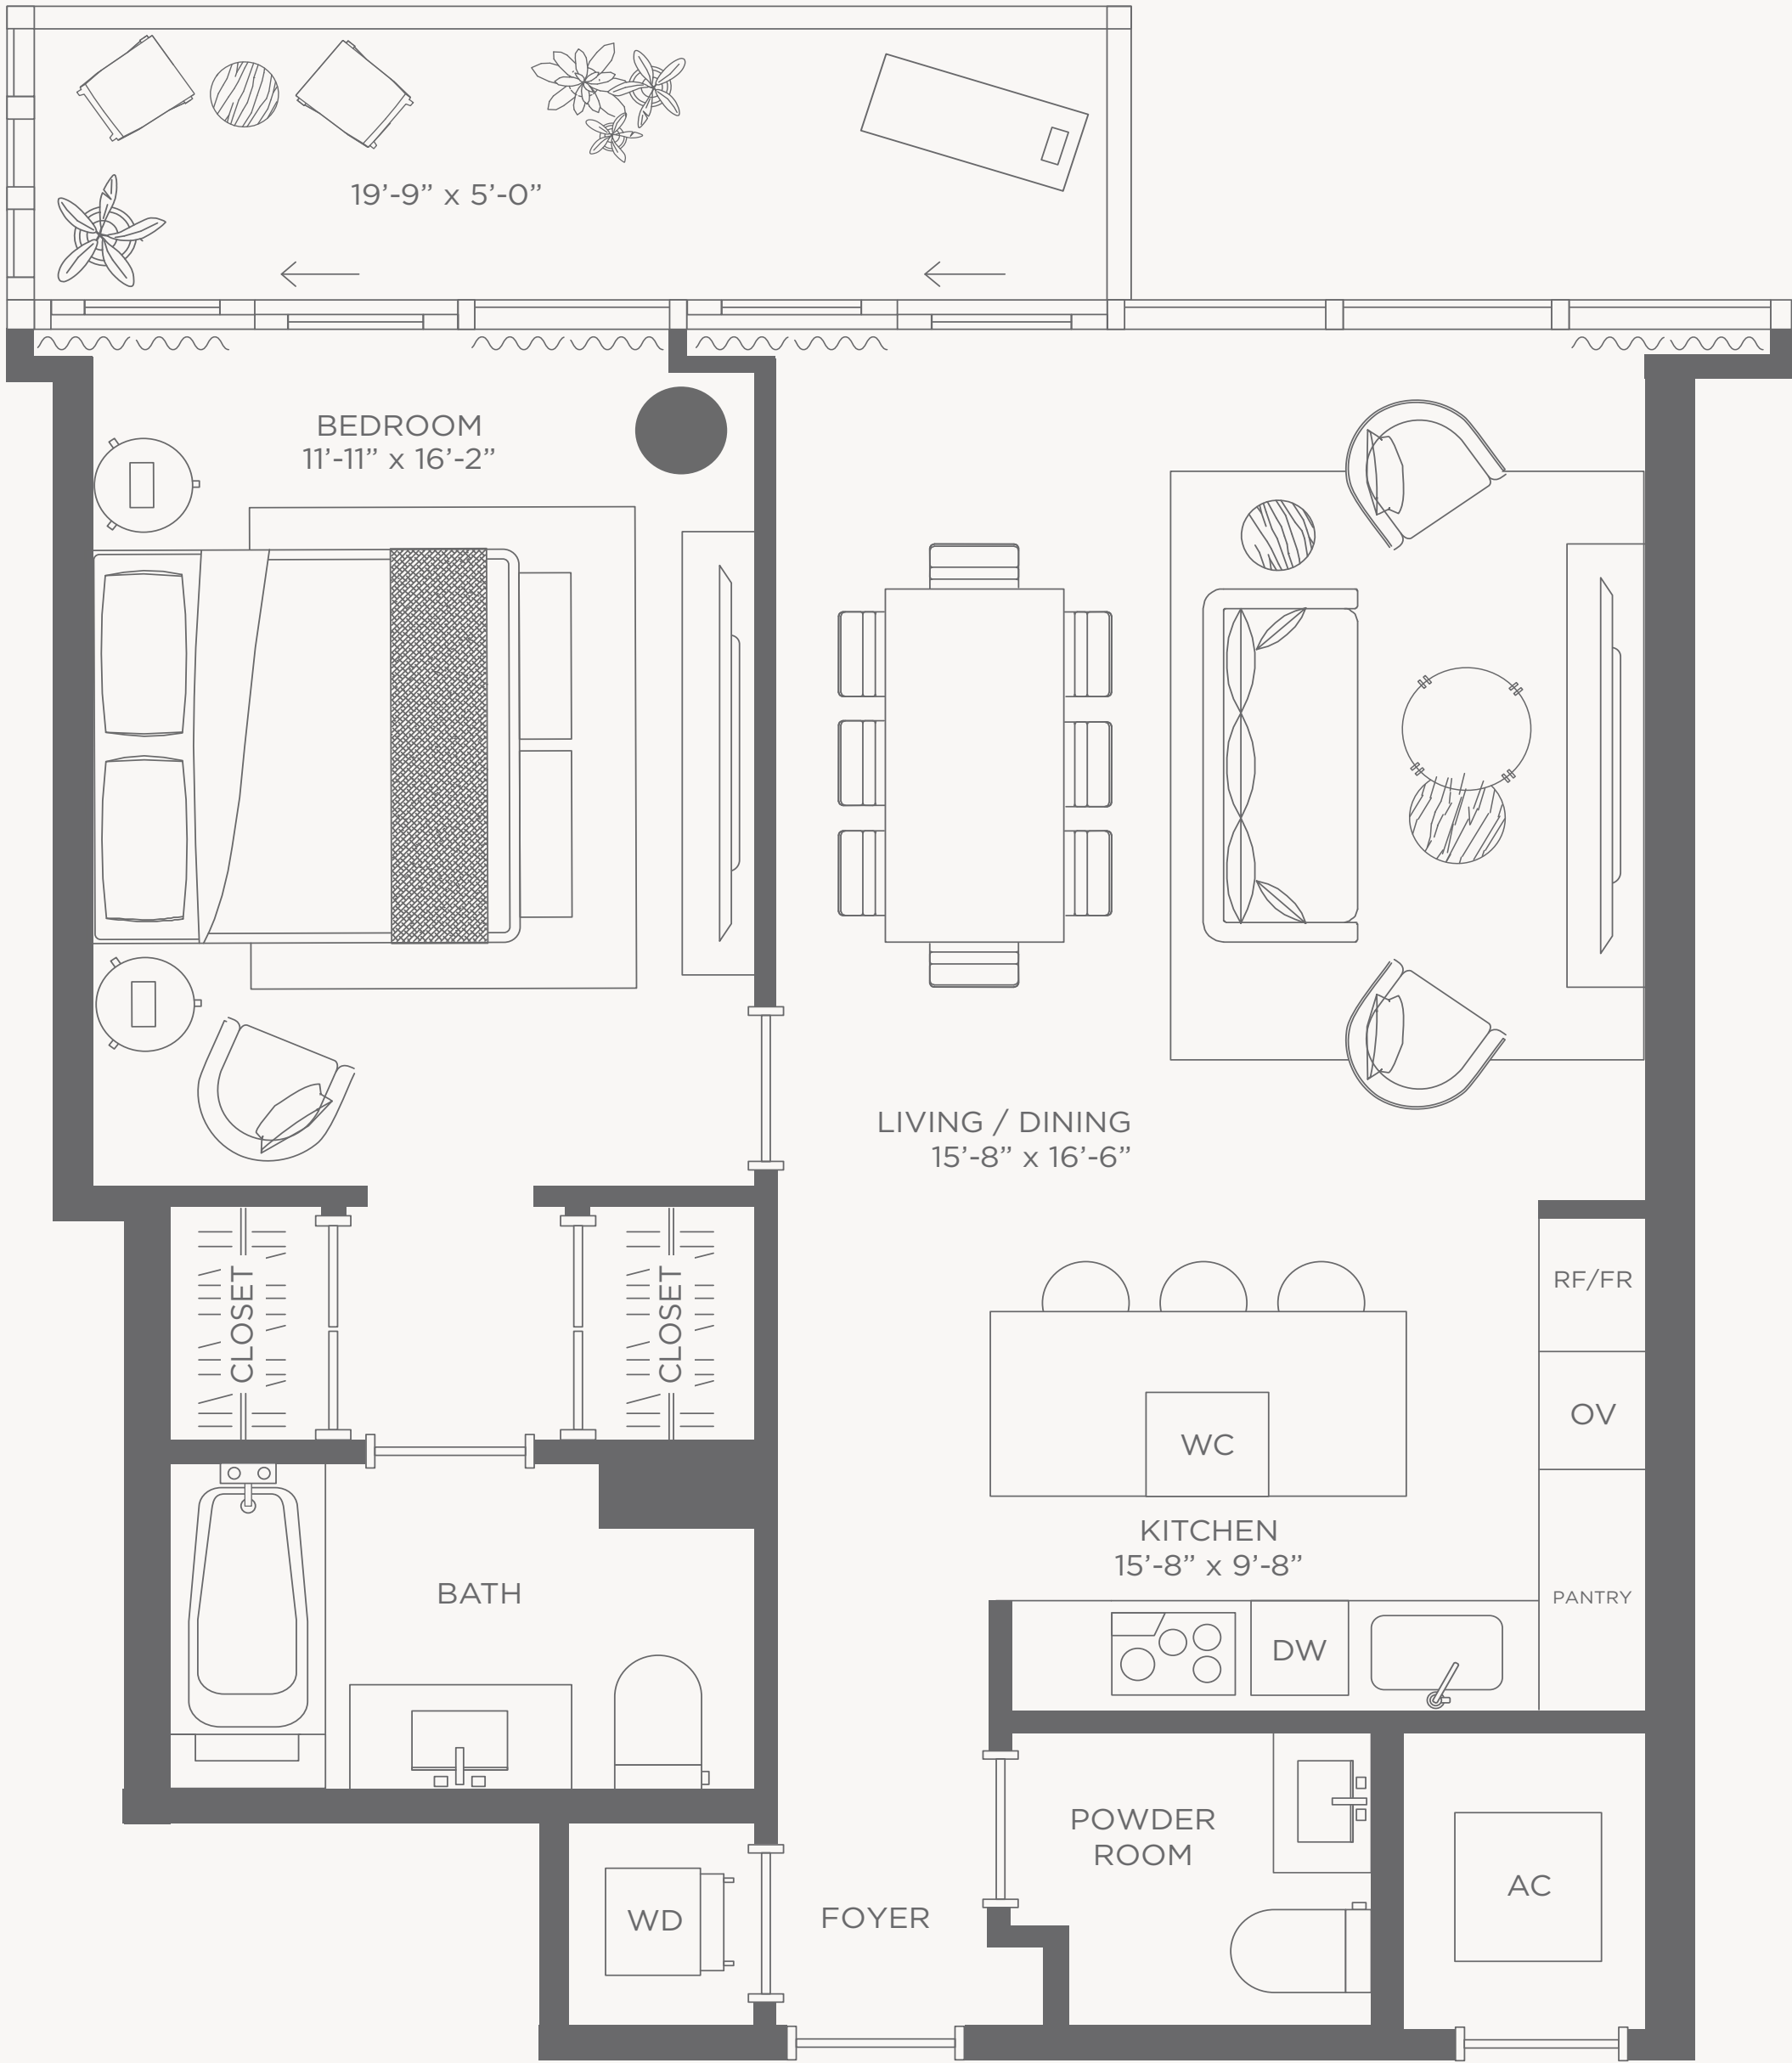 19’-9” x 5’-0”
BEDROOM
11’-11” x 16’-2”
LIVING / DINING
15’-8” x 16’-6”
CLOSET
CLOSET
RF/FR
OV
WC
KITCHEN
15’-8” x 9’-8”
PANTRY
BATH
DW
POWDER
ROOM
AC
WD
FOYER